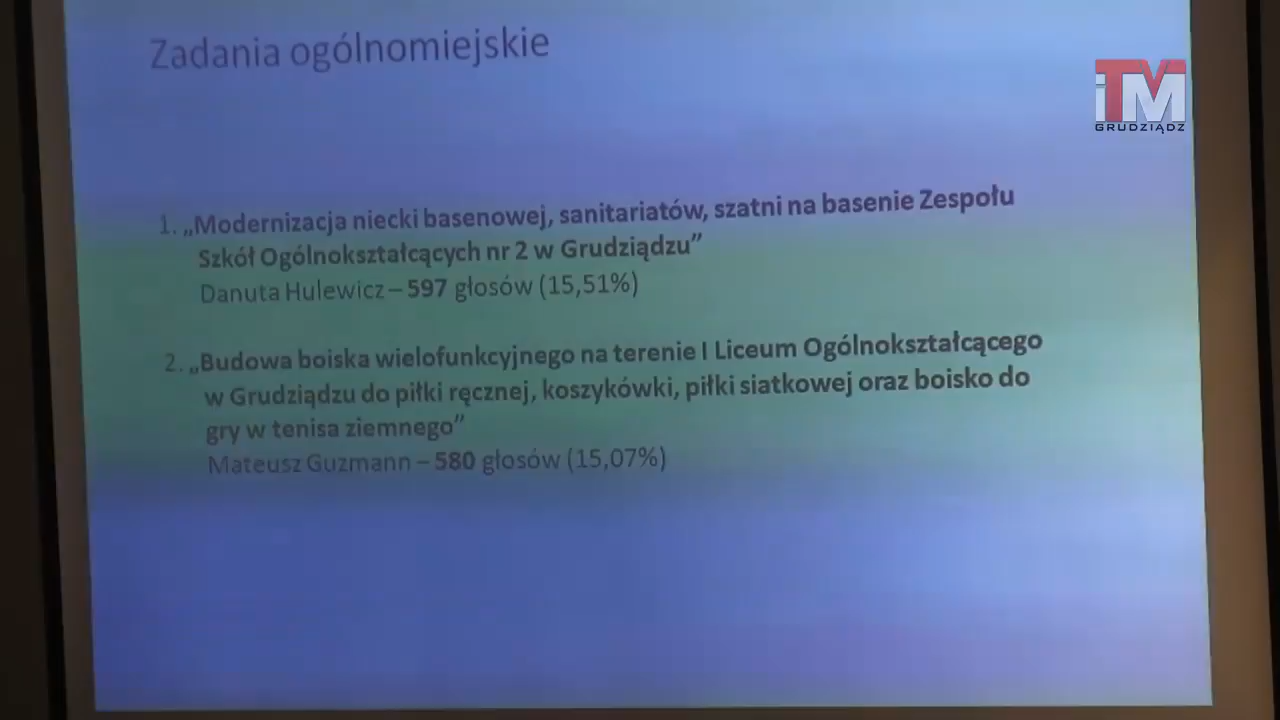 Zadania ogólnomiejskie
iTVM
GRUDZIĄDZ
1. „Modernizacja niecki basenowej, sanitariatów, szatni na basenie Zespołu
Szkół Ogólnokształcących nr 2 w Grudziądzu”
Danuta Hulewicz – 597 głosów (15,51%)
2. „Budowa boiska wielofunkcyjnego na terenie I Liceum Ogólnokształcącego
w Grudziądzu do piłki ręcznej, koszykówki, piłki siatkowej oraz boisko do
gry w tenisa ziemnego”
Mateusz Guzmann – 580 głosów (15,07%)